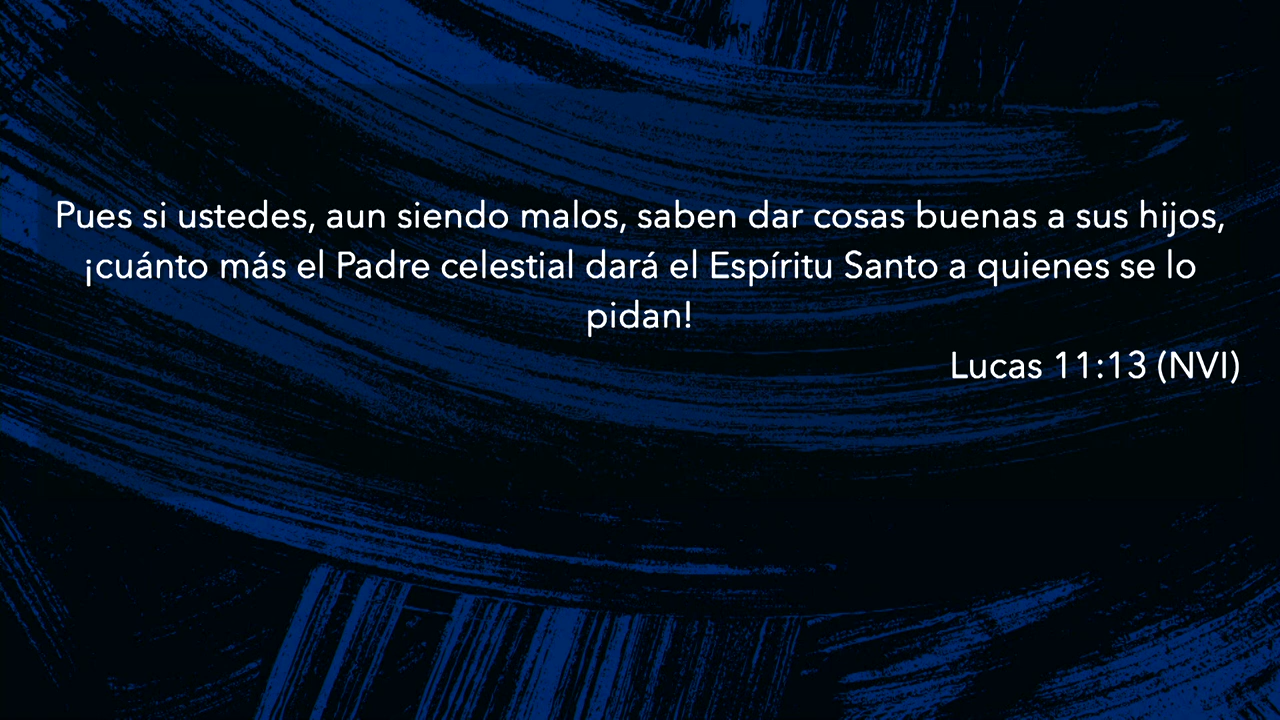 Pues si ustedes, aun siendo malos, saben dar cosas buenas a sus hijos,
¡cuánto más el Padre celestial dará el Espíritu Santo a quienes se lo
pidan!
Lucas 11:13 (NVI)